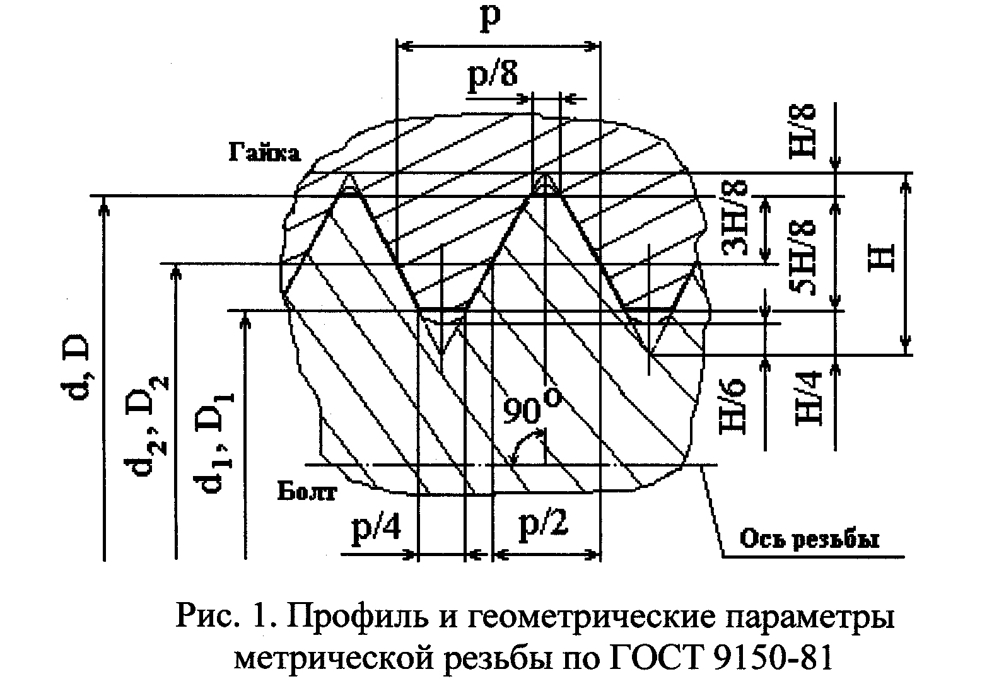 p
p/8
H/8
Гайка
3H/8
5H/8
H
d, D
d2, D2
d1, D1
90°
H/6
H/4
Болт
p/4
p/2
Ось резьбы
Рис. 1. Профиль и геометрические параметры
метрической резьбы по ГОСТ 9150-81